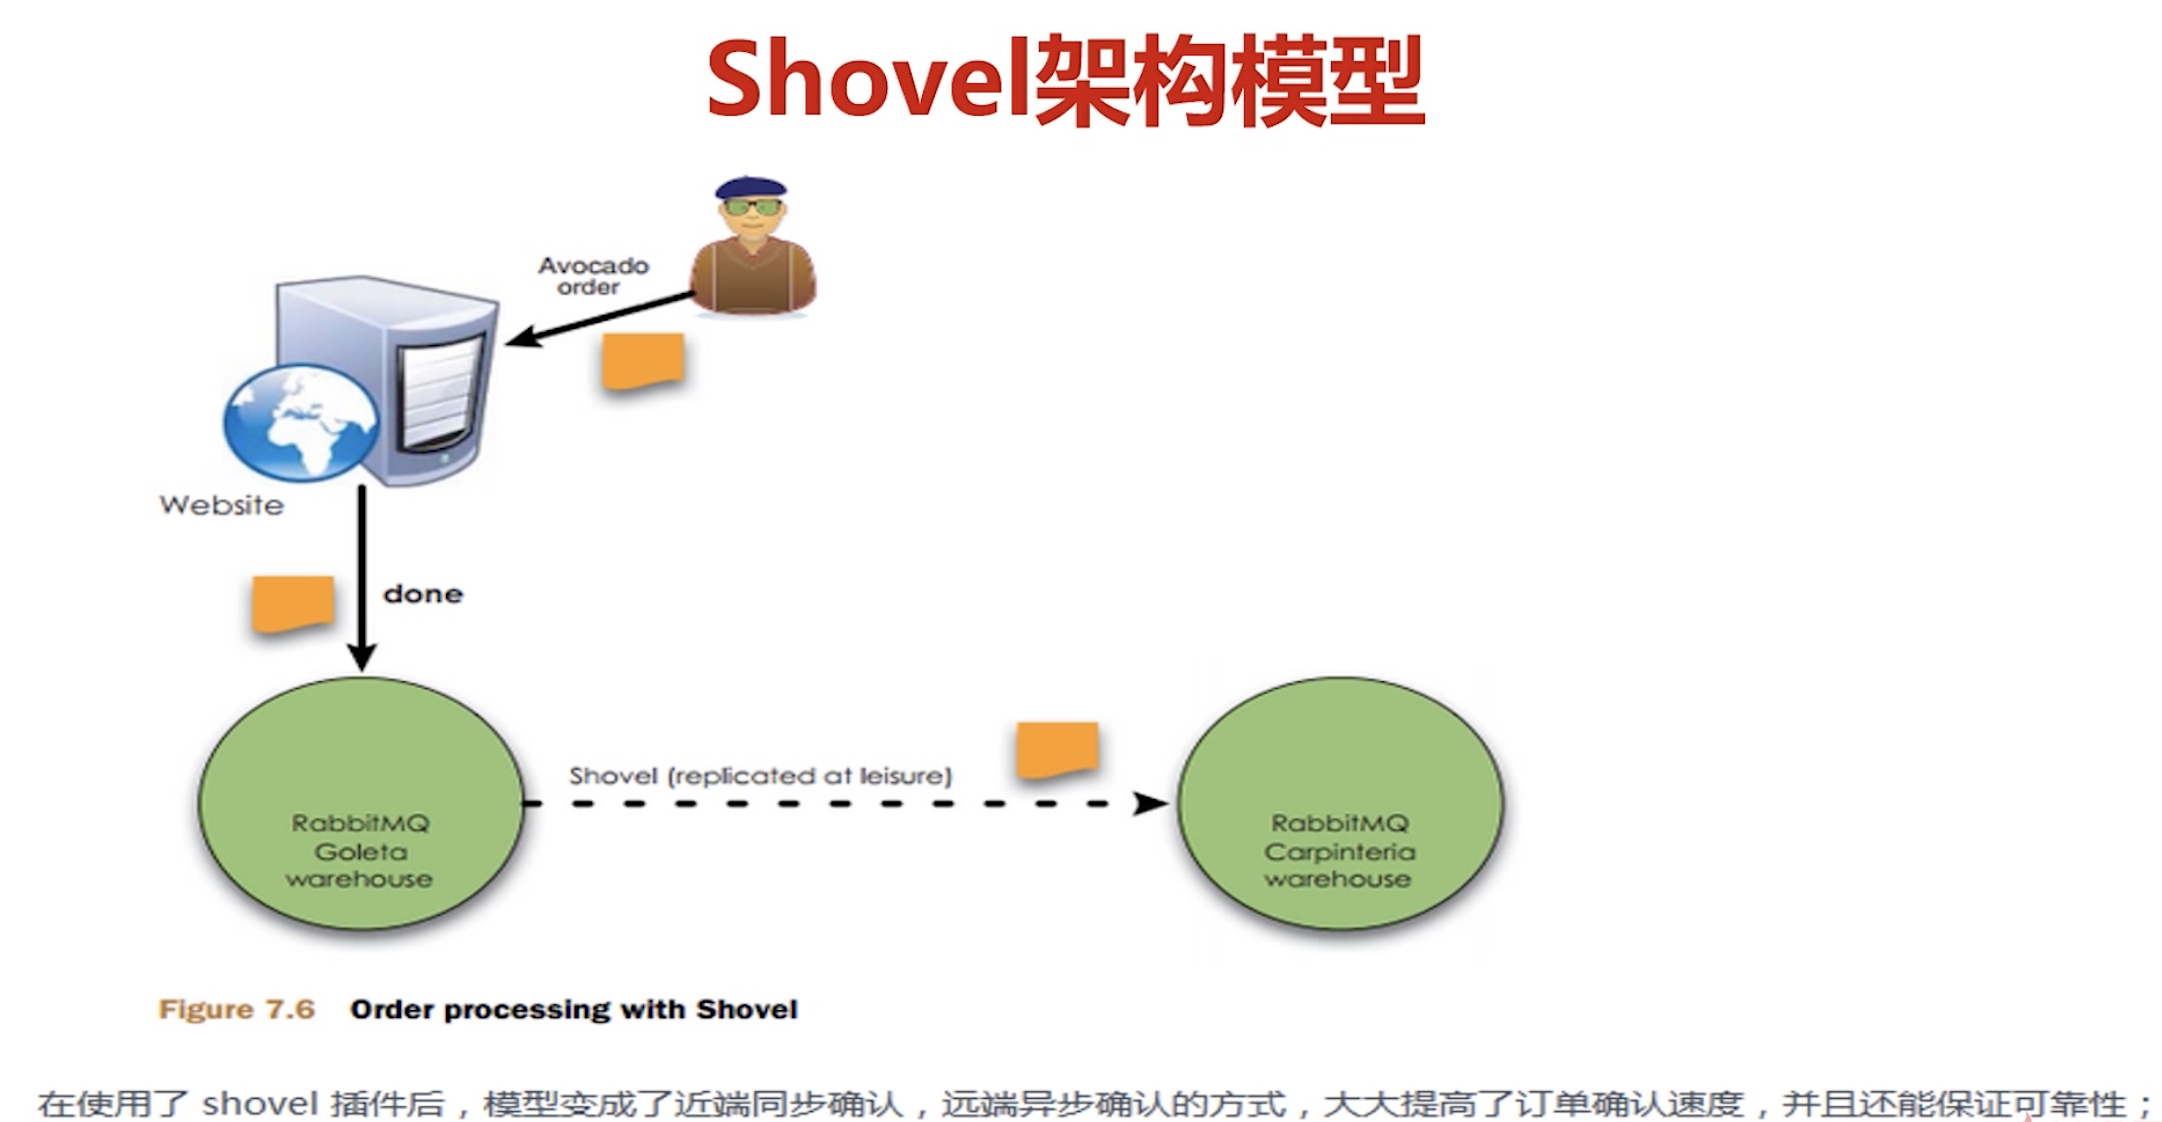 Shovel架构模型
Avocado
order
Website
done
Shovel (replicated at leisure)
RabbitMQ
Goleta
warehouse
RabbitMQ
Carpinteria
warehouse
Figure 7.6 Order processing with Shovel
在使用了 shovel 插件后，模型变成了近端同步确认，远端异步确认的方式，大大提高了订单确认速度，并且还能保证可靠性；